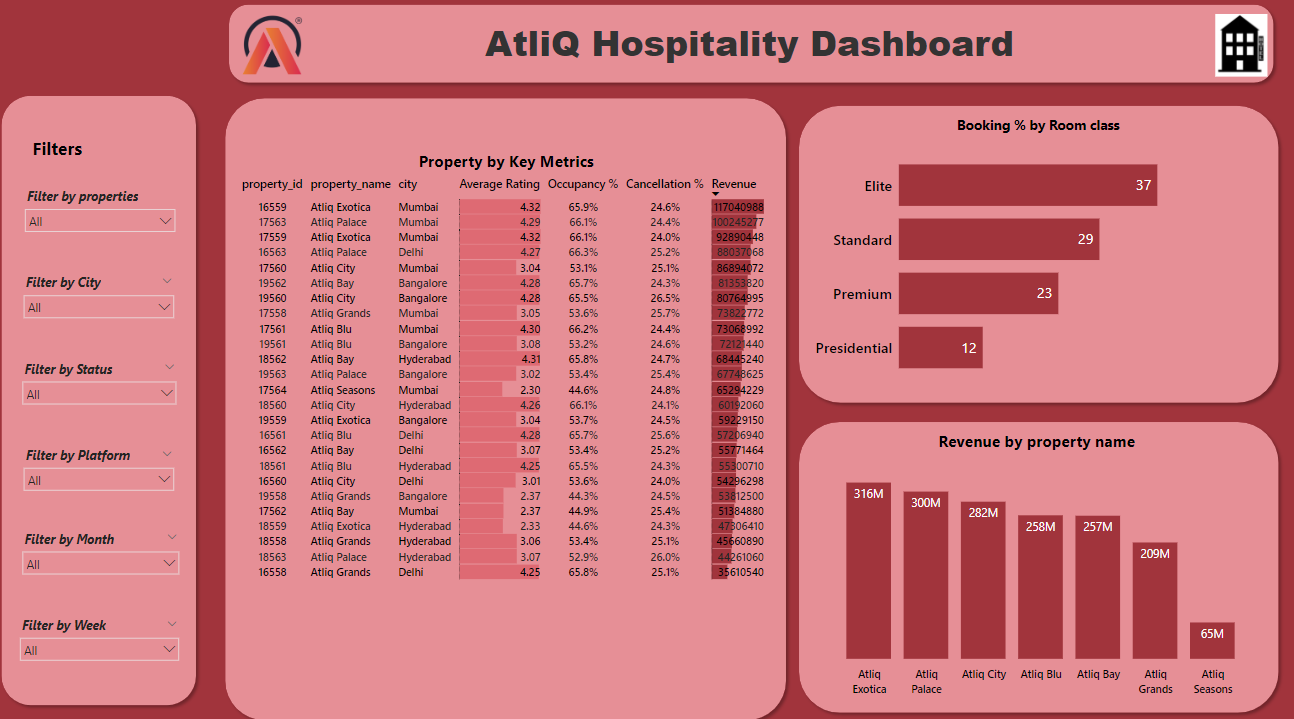 AtliQ Hospitality Dashboard
Filters
Filter by properties
All
Filter by City
All
Filter by Status
All
Filter by Platform
All
Filter by Month
All
Filter by Week
All
Property by Key Metrics
property_id property_name city Average Rating Occupancy % Cancellation % Revenue
16559 Atliq Exotica Mumbai 4.32 65.9% 24.6% 117040988
17563 Atliq Palace Mumbai 4.29 66.1% 24.4% 100245277
17559 Atliq Exotica Mumbai 4.32 66.1% 24.0% 92890448
16563 Atliq Palace Delhi 4.27 66.3% 25.2% 88037068
17560 Atliq City Mumbai 3.04 53.1% 25.1% 86894072
19562 Atliq Bay Bangalore 4.28 65.7% 24.3% 81353820
19560 Atliq City Bangalore 4.28 65.5% 26.5% 80764995
17558 Atliq Grands Mumbai 3.05 53.6% 25.7% 73822772
17561 Atliq Blu Mumbai 4.30 66.2% 24.4% 73068992
19561 Atliq Blu Bangalore 3.08 53.2% 24.6% 72121440
18562 Atliq Bay Hyderabad 4.31 65.8% 24.7% 68445240
19563 Atliq Palace Bangalore 3.02 53.4% 25.4% 67748625
17564 Atliq Seasons Mumbai 2.30 44.6% 24.8% 65294229
18560 Atliq City Hyderabad 4.26 66.1% 24.1% 60192060
19559 Atliq Exotica Bangalore 3.04 53.7% 24.5% 59229150
16561 Atliq Blu Delhi 4.28 65.7% 25.6% 57206940
16562 Atliq Bay Delhi 3.07 53.4% 25.2% 55771464
18561 Atliq Blu Hyderabad 4.25 65.5% 24.3% 55300710
16560 Atliq City Delhi 3.01 53.6% 24.0% 54296298
19558 Atliq Grands Bangalore 2.37 44.3% 24.5% 53812500
17562 Atliq Bay Mumbai 2.37 44.9% 25.4% 51384880
18559 Atliq Exotica Hyderabad 2.33 44.6% 24.3% 47306410
18558 Atliq Grands Hyderabad 3.06 53.4% 25.1% 45660890
18563 Atliq Palace Hyderabad 3.07 52.9% 26.0% 44261060
16558 Atliq Grands Delhi 4.25 65.8% 25.1% 35610540
Booking % by Room class
Elite 37
Standard 29
Premium 23
Presidential 12
Revenue by property name
316M 300M 282M 258M 257M 209M 65M
Atliq Exotica Atliq Palace Atliq City Atliq Blu Atliq Bay Atliq Grands Atliq Seasons